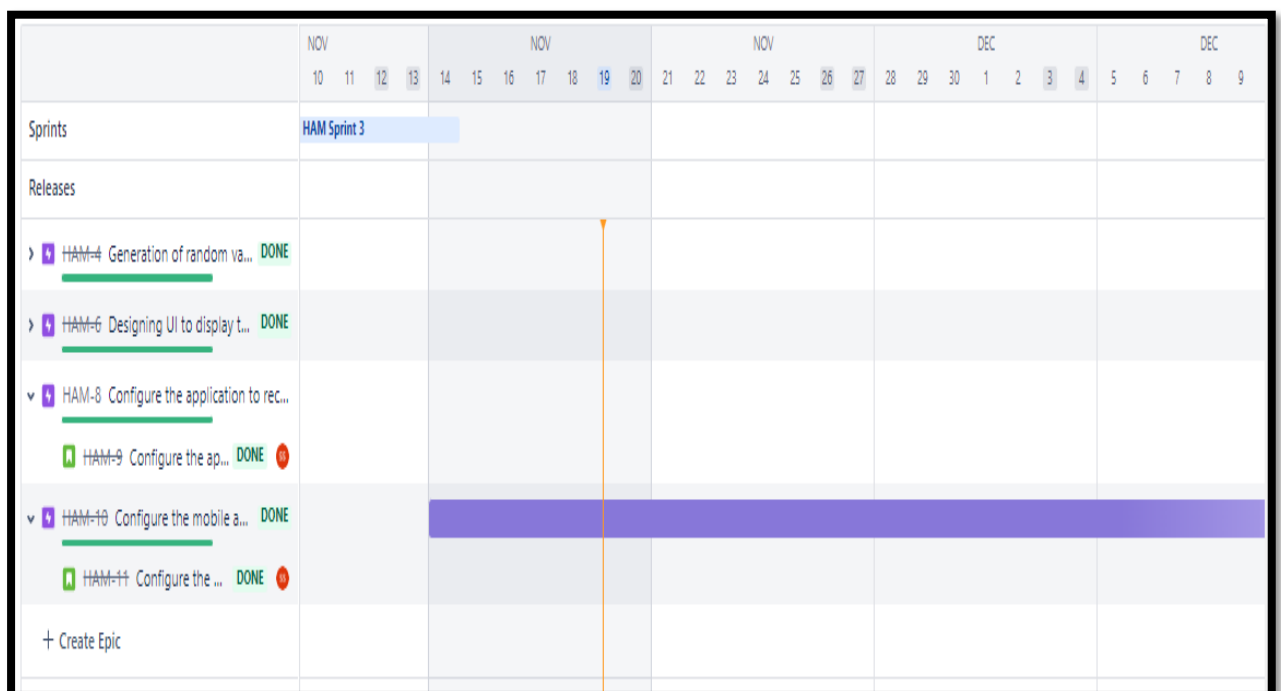 NOV NOV NOV DEC DEC
10 11 12 13 14 15 16 17 18 19 20 21 22 23 24 25 26 27 28 29 30 1 2 3 4 5 6 7 8 9
Sprints HAM Sprint 3
Releases
HAM-4 Generation of random va... DONE
HAM-6 Designing UI to display t... DONE
HAM-8 Configure the application to rec...
HAM-9 Configure the ap... DONE SS
HAM-10 Configure the mobile a... DONE
HAM-11 Configure the ... DONE SS
+ Create Epic